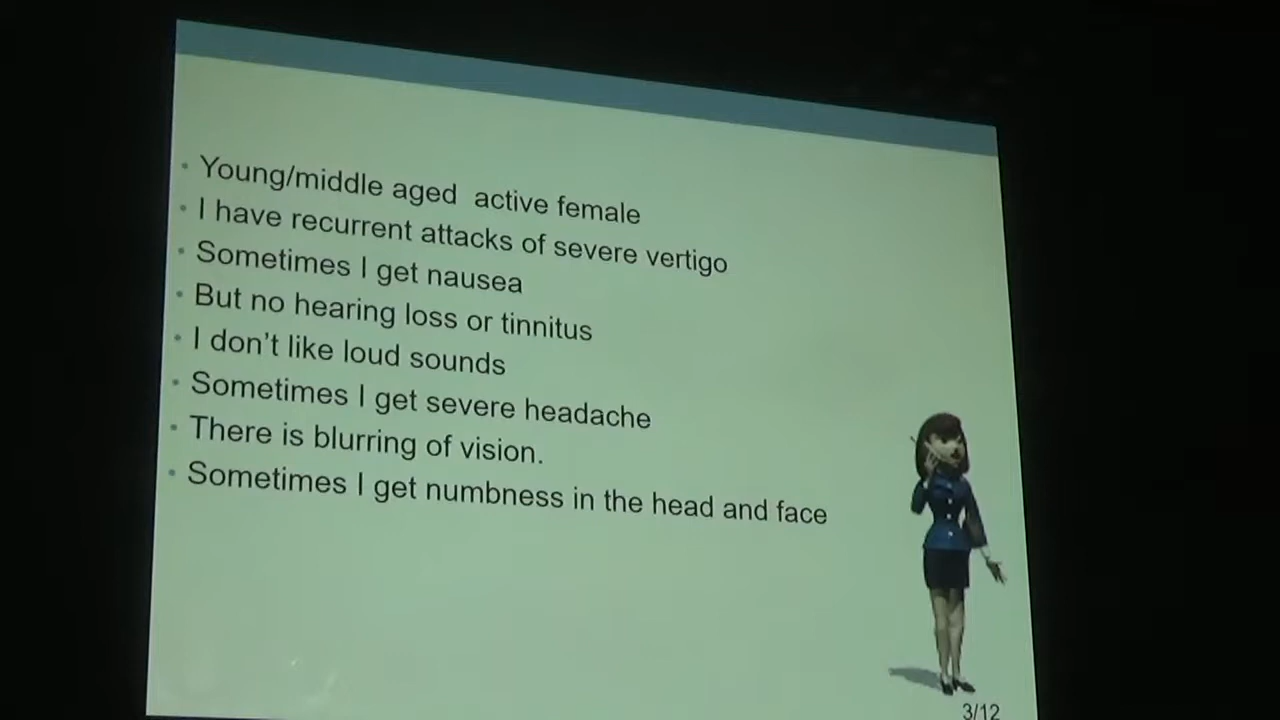 • Young/middle aged active female
• I have recurrent attacks of severe vertigo
• Sometimes I get nausea
• But no hearing loss or tinnitus
• I don't like loud sounds
• Sometimes I get severe headache
• There is blurring of vision.
• Sometimes I get numbness in the head and face
3/12